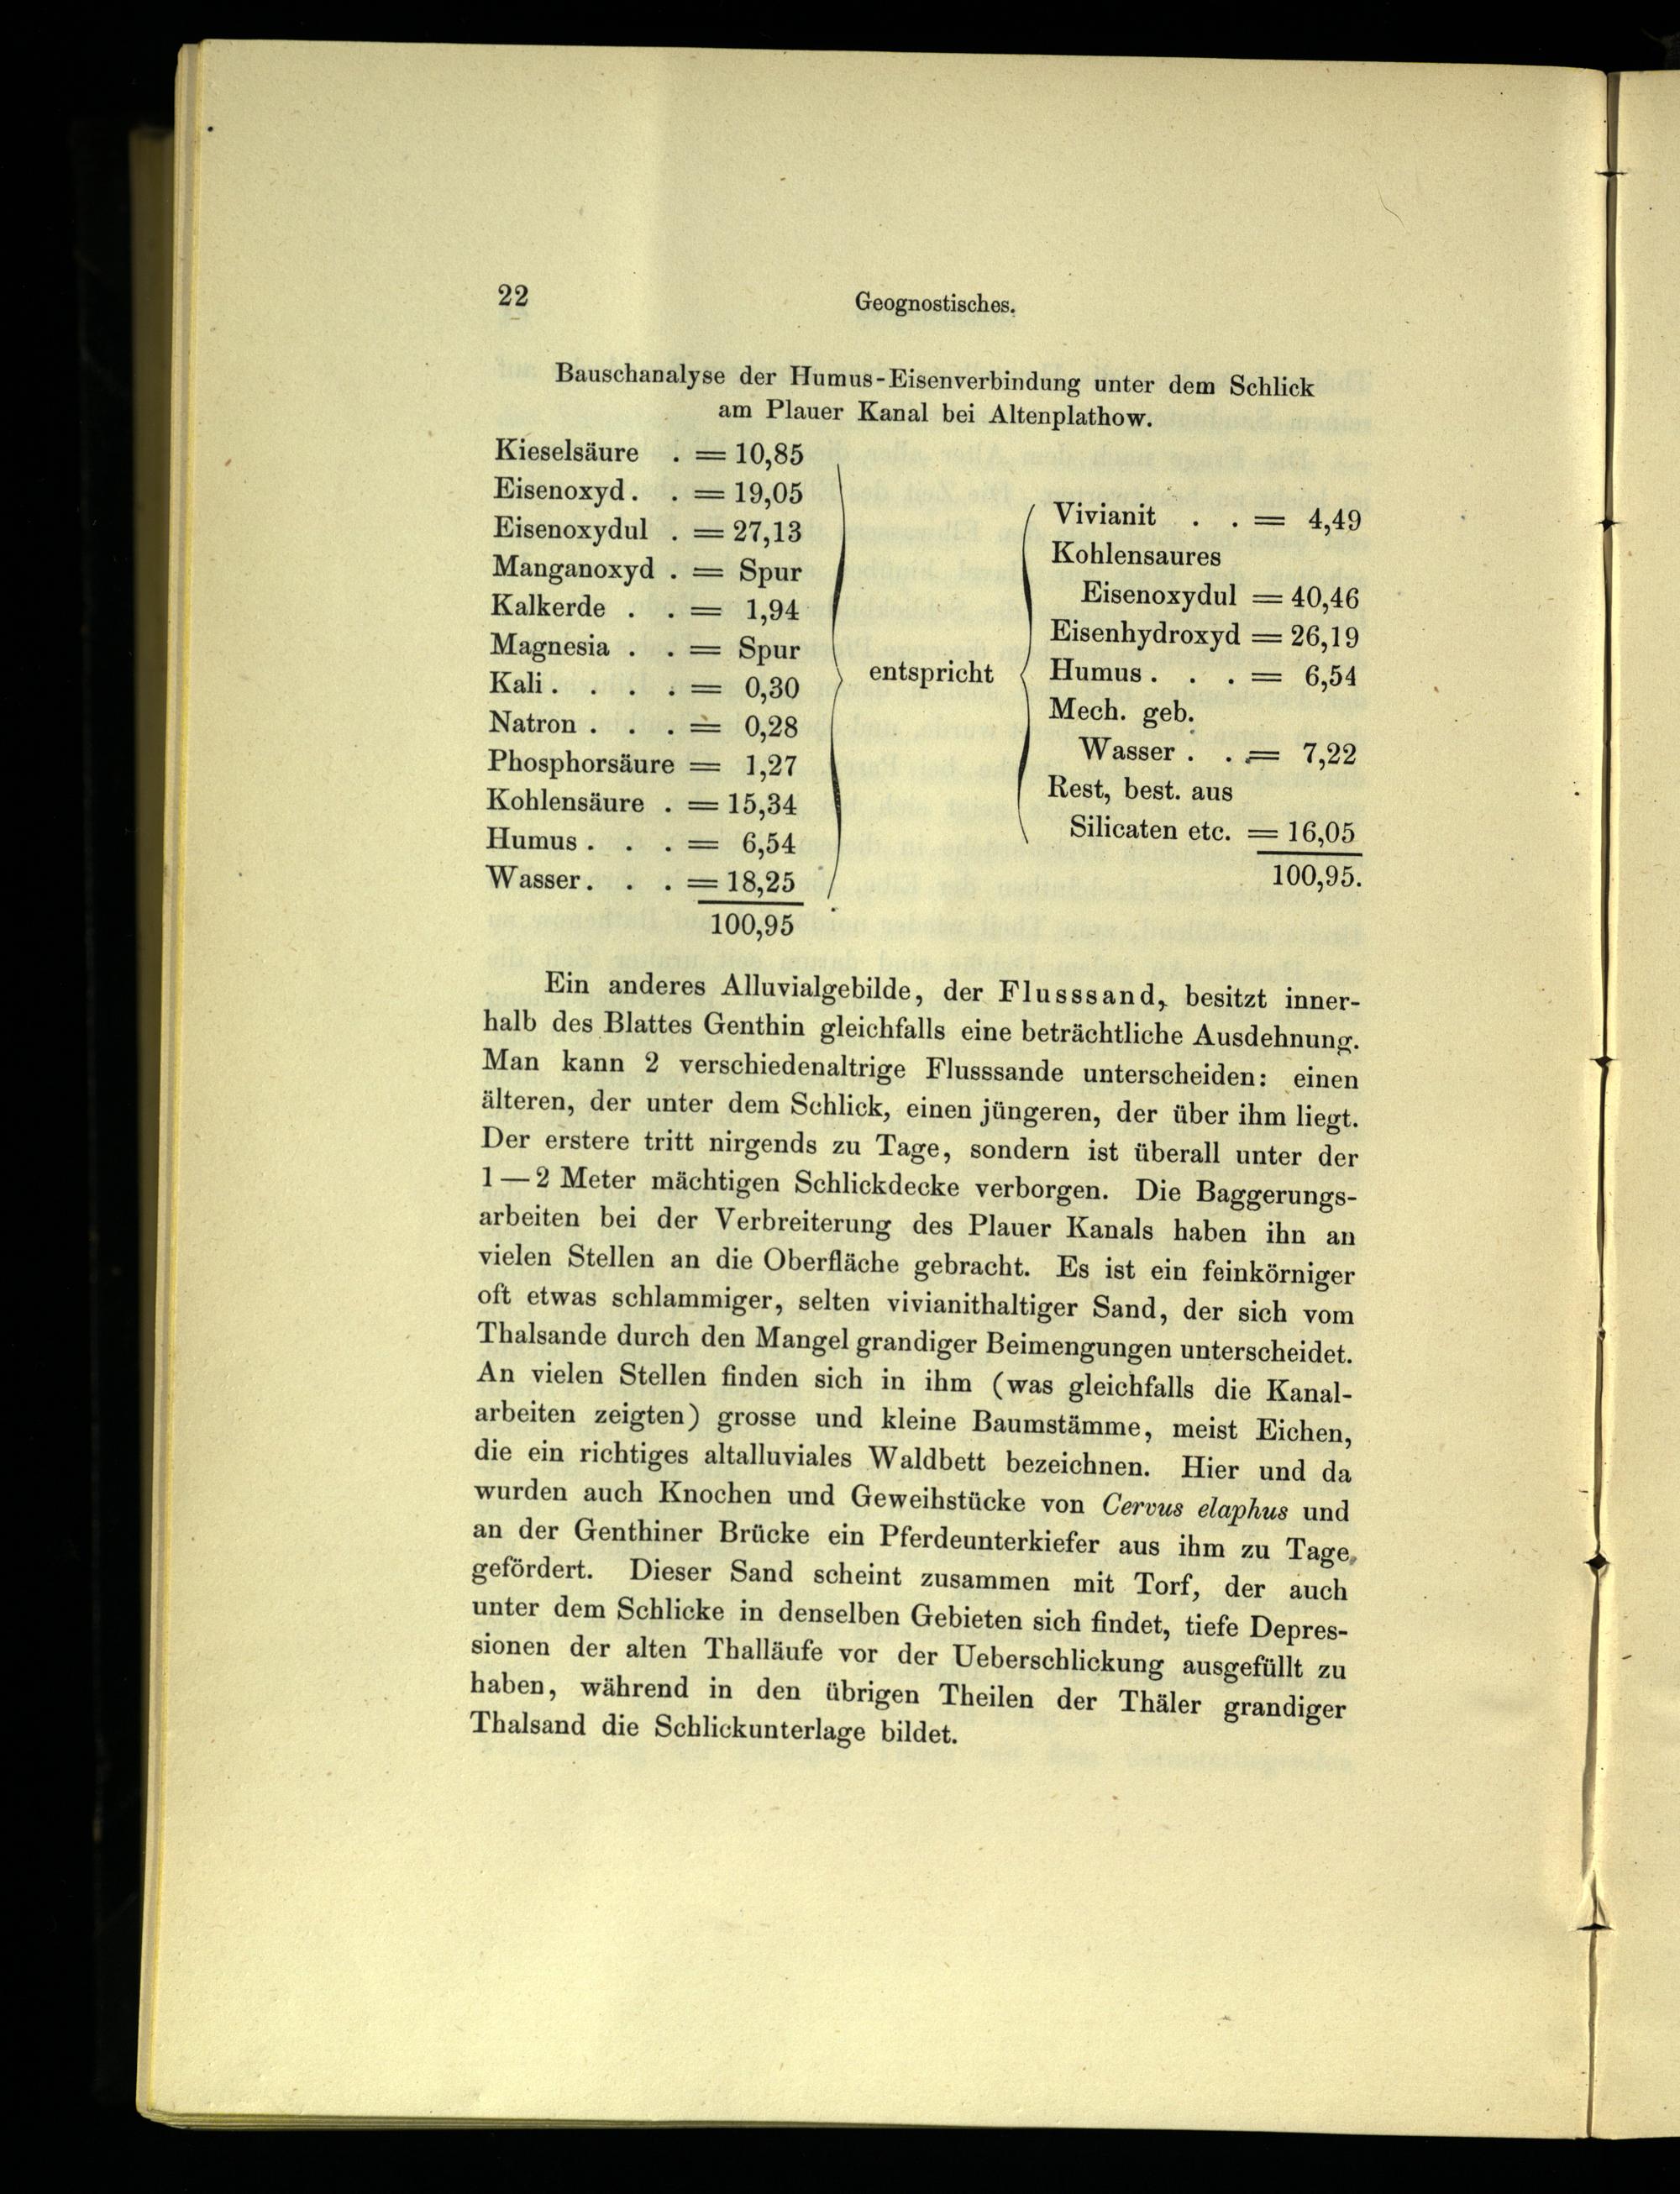 22
Geognostisches.
Bauschanalyse der Humus-Eisenverbindung unter dem Schlick
am Plauer Kanal bei Altenplathow.
Kieselsäure . = 10,85
Eisenoxyd . . = 19,05
Eisenoxydul . = 27,13
Manganoxyd . = Spur
Kalkerde . . = 1,94
Magnesia . . = Spur
Kali . . . . = 0,30
Natron . . . = 0,28
Phosphorsäure = 1,27
Kohlensäure . = 15,34
Humus . . . = 6,54
Wasser . . . = 18,25
100,95
entspricht
Vivianit . . = 4,49
Kohlensaures
Eisenoxydul = 40,46
Eisenhydroxyd = 26,19
Humus . . . = 6,54
Mech. geb.
Wasser . . = 7,22
Rest, best. aus
Silicaten etc. = 16,05
100,95.
Ein anderes Alluvialgebilde, der Flusssand, besitzt inner-
halb des Blattes Genthin gleichfalls eine beträchtliche Ausdehnung.
Man kann 2 verschiedenaltrige Flusssande unterscheiden: einen
älteren, der unter dem Schlick, einen jüngeren, der über ihm liegt.
Der erstere tritt nirgends zu Tage, sondern ist überall unter der
1 — 2 Meter mächtigen Schlickdecke verborgen. Die Baggerungs-
arbeiten bei der Verbreiterung des Plauer Kanals haben ihn an
vielen Stellen an die Oberfläche gebracht. Es ist ein feinkörniger
oft etwas schlammiger, selten vivianithaltiger Sand, der sich vom
Thalsande durch den Mangel grandiger Beimengungen unterscheidet.
An vielen Stellen finden sich in ihm (was gleichfalls die Kanal-
arbeiten zeigten) grosse und kleine Baumstämme, meist Eichen,
die ein richtiges altalluviales Waldbett bezeichnen. Hier und da
wurden auch Knochen und Geweihstücke von Cervus elaphus und
an der Genthiner Brücke ein Pferdeunterkiefer aus ihm zu Tage
gefördert. Dieser Sand scheint zusammen mit Torf, der auch
unter dem Schlicke in denselben Gebieten sich findet, tiefe Depres-
sionen der alten Thalläufe vor der Ueberschlickung ausgefüllt zu
haben, während in den übrigen Theilen der Thäler grandiger
Thalsand die Schlickunterlage bildet.